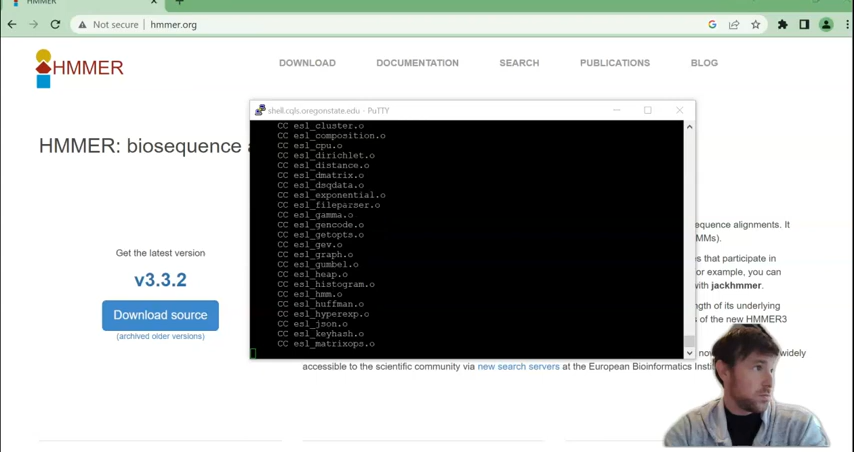 HMMER
Not secure | hmmer.org
HMMER
DOWNLOAD DOCUMENTATION SEARCH PUBLICATIONS BLOG
shell.cqls.oregonstate.edu - PuTTY
HMMER: biosequence a
CC esl_cluster.o
CC esl_composition.o
CC esl_cpu.o
CC esl_dirichlet.o
CC esl_distance.o
CC esl_dmatrix.o
CC esl_dsqdata.o
CC esl_exponential.o
CC esl_fileparser.o
CC esl_gamma.o
CC esl_gencode.o
CC esl_getopts.o
CC esl_gev.o
CC esl_graph.o
CC esl_gumbel.o
CC esl_heap.o
CC esl_histogram.o
CC esl_hmm.o
CC esl_huffman.o
CC esl_hyperexp.o
CC esl_json.o
CC esl_keyhash.o
CC esl_matrixops.o
Get the latest version
v3.3.2
Download source
(archived older versions)
equence alignments. It
MMs).
es that participate in
or example, you can
with jackhmmer.
ngth of its underlying
s of the new HMMER3
now widely
accessible to the scientific community via new search servers at the European Bioinformatics Inst